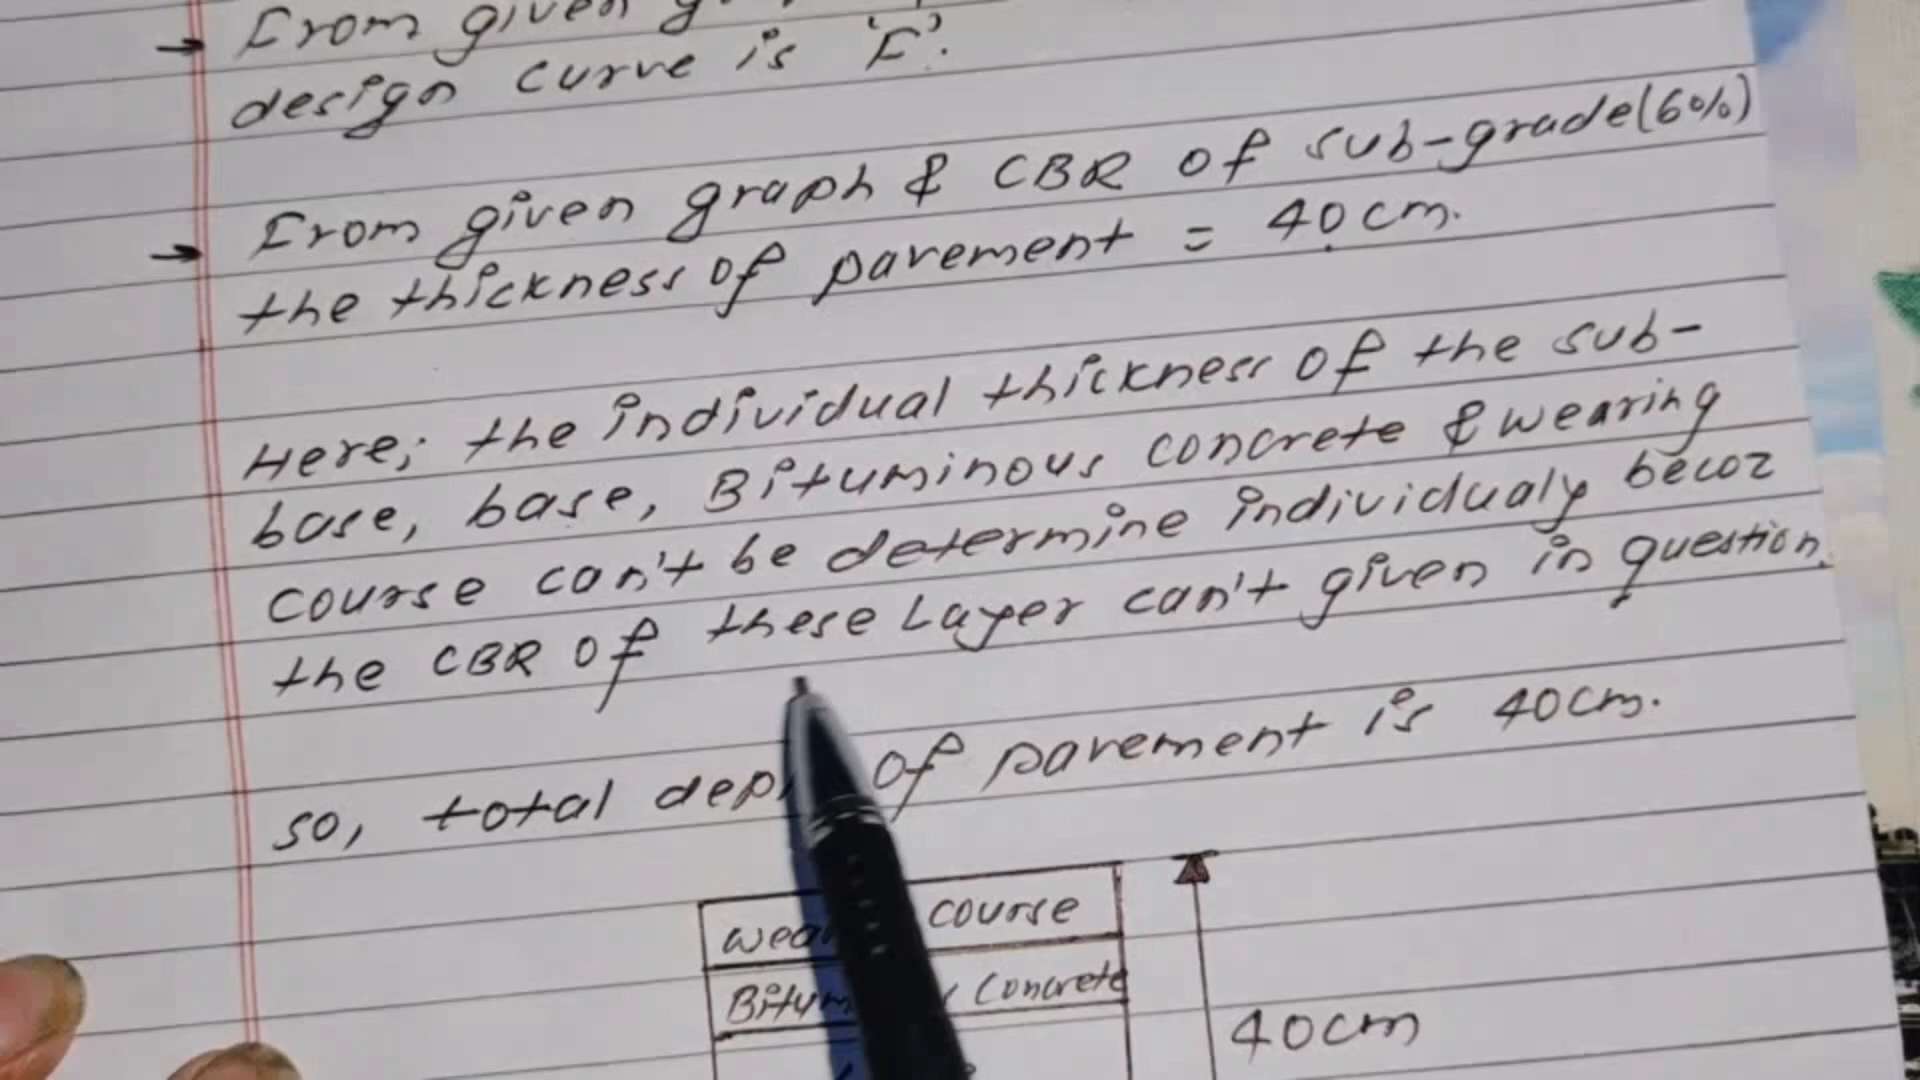 → From given
design curve is 'F'.
→ From given graph & CBR of sub-grade(6%)
the thickness of pavement = 40cm.
Here; the individual thickness of the sub-
base, base, Bituminous concrete & wearing
course can't be determine individualy becoz
the CBR of these Layer can't given in question.
so, total of pavement is 40cm.
course
Concrete
40cm